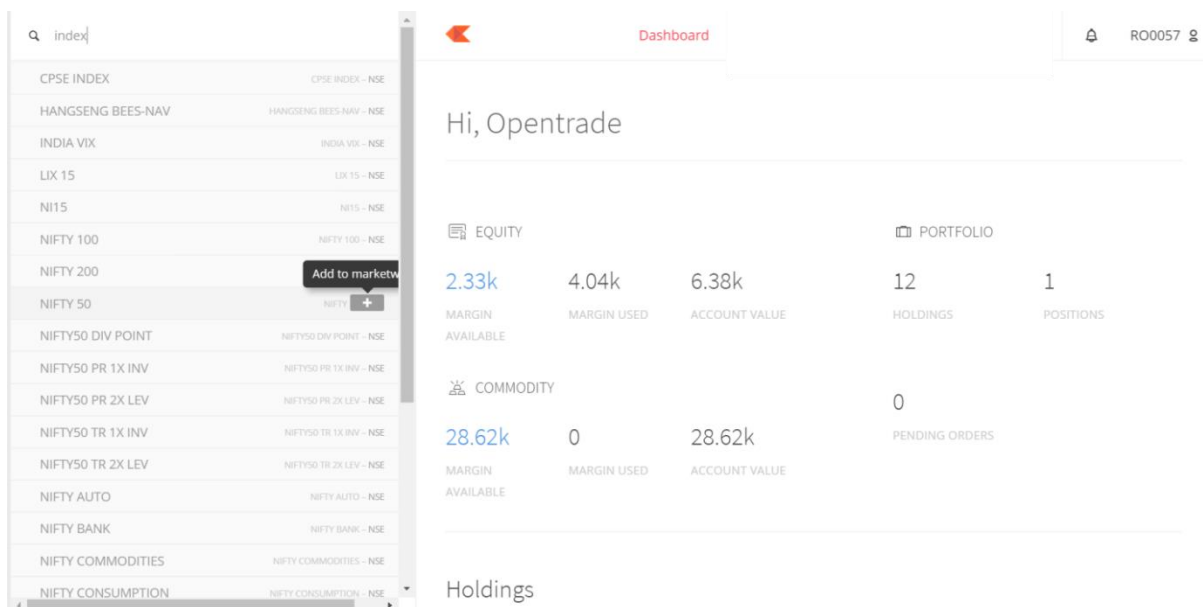 index
CPSE INDEX CPSE INDEX – NSE
HANGSENG BEES-NAV HANGSENG BEES-NAV – NSE
INDIA VIX INDIA VIX – NSE
LIX 15 LIX 15 – NSE
NI15 NI15 – NSE
NIFTY 100 NIFTY 100 – NSE
NIFTY 200
Add to marketw
NIFTY 50 NIFTY +
NIFTY50 DIV POINT NIFTY50 DIV POINT – NSE
NIFTY50 PR 1X INV NIFTY50 PR 1X INV – NSE
NIFTY50 PR 2X LEV NIFTY50 PR 2X LEV – NSE
NIFTY50 TR 1X INV NIFTY50 TR 1X INV – NSE
NIFTY50 TR 2X LEV NIFTY50 TR 2X LEV – NSE
NIFTY AUTO NIFTY AUTO – NSE
NIFTY BANK NIFTY BANK – NSE
NIFTY COMMODITIES NIFTY COMMODITIES – NSE
NIFTY CONSUMPTION NIFTY CONSUMPTION – NSE
Dashboard RO0057
Hi, Opentrade
EQUITY
2.33k 4.04k 6.38k
MARGIN MARGIN USED ACCOUNT VALUE
AVAILABLE
PORTFOLIO
12 1
HOLDINGS POSITIONS
COMMODITY
28.62k 0 28.62k
MARGIN MARGIN USED ACCOUNT VALUE
AVAILABLE
0
PENDING ORDERS
Holdings